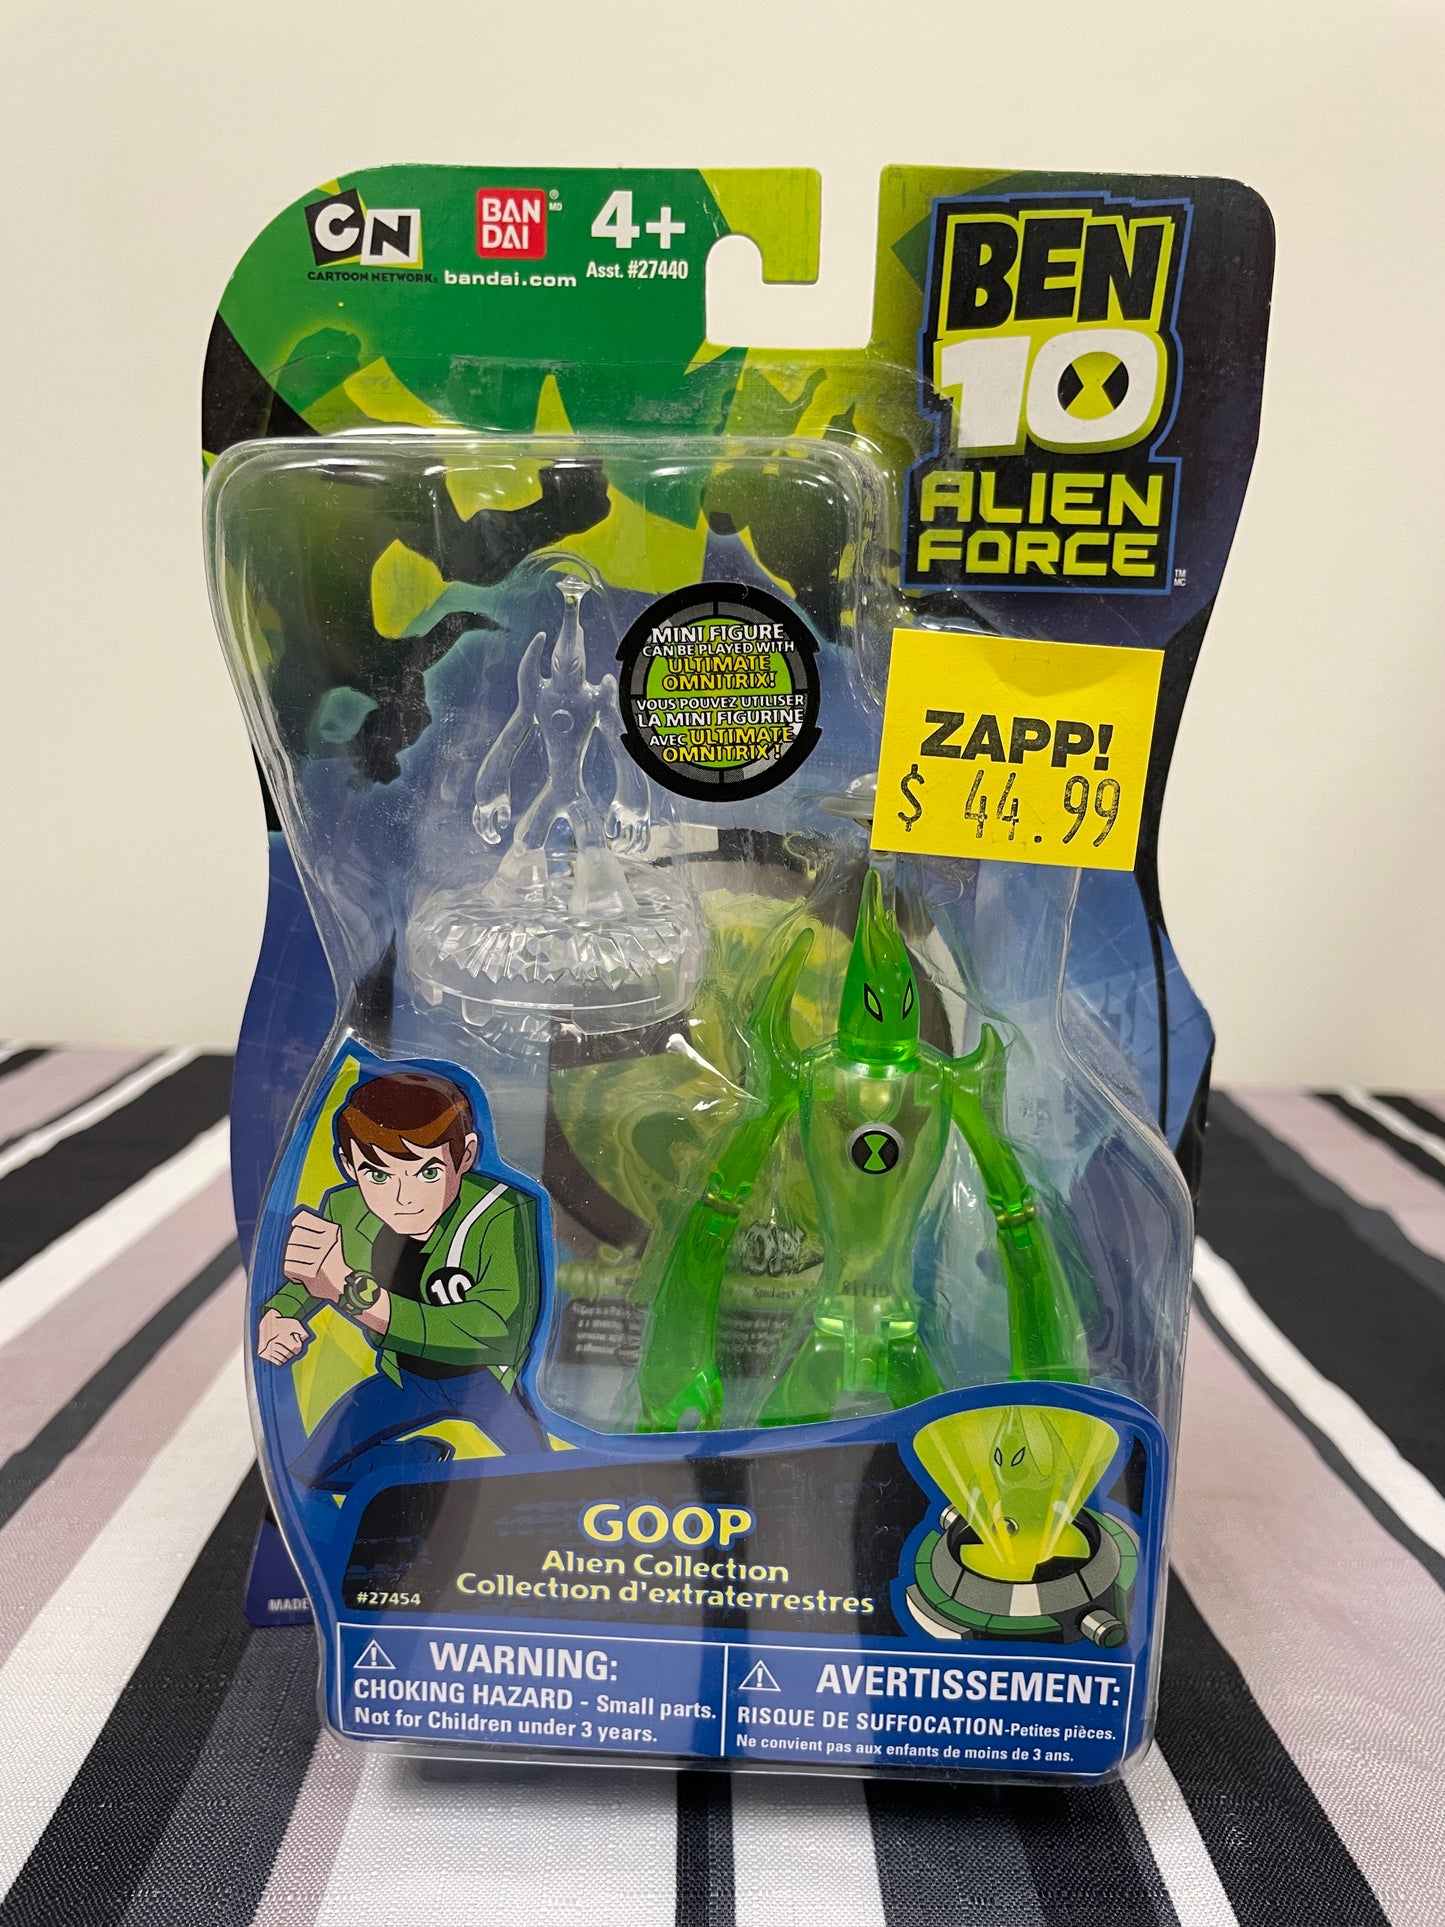 CN
CARTOON NETWORK
BAN
DAI
®
MD
bandai.com
4+
Asst. #27440
BEN
10
ALIEN
FORCE
TM
MC
MINI FIGURE
CAN BE PLAYED WITH
ULTIMATE
OMNITRIX!
VOUS POUVEZ UTILISER
LA MINI FIGURINE
AVEC ULTIMATE
OMNITRIX !
ZAPP!
$ 44.99
10
01118
GOOP
Alien Collection
Collection d'extraterrestres
#27454
MADE
WARNING:
CHOKING HAZARD - Small parts.
Not for Children under 3 years.
AVERTISSEMENT:
RISQUE DE SUFFOCATION-Petites pièces.
Ne convient pas aux enfants de moins de 3 ans.